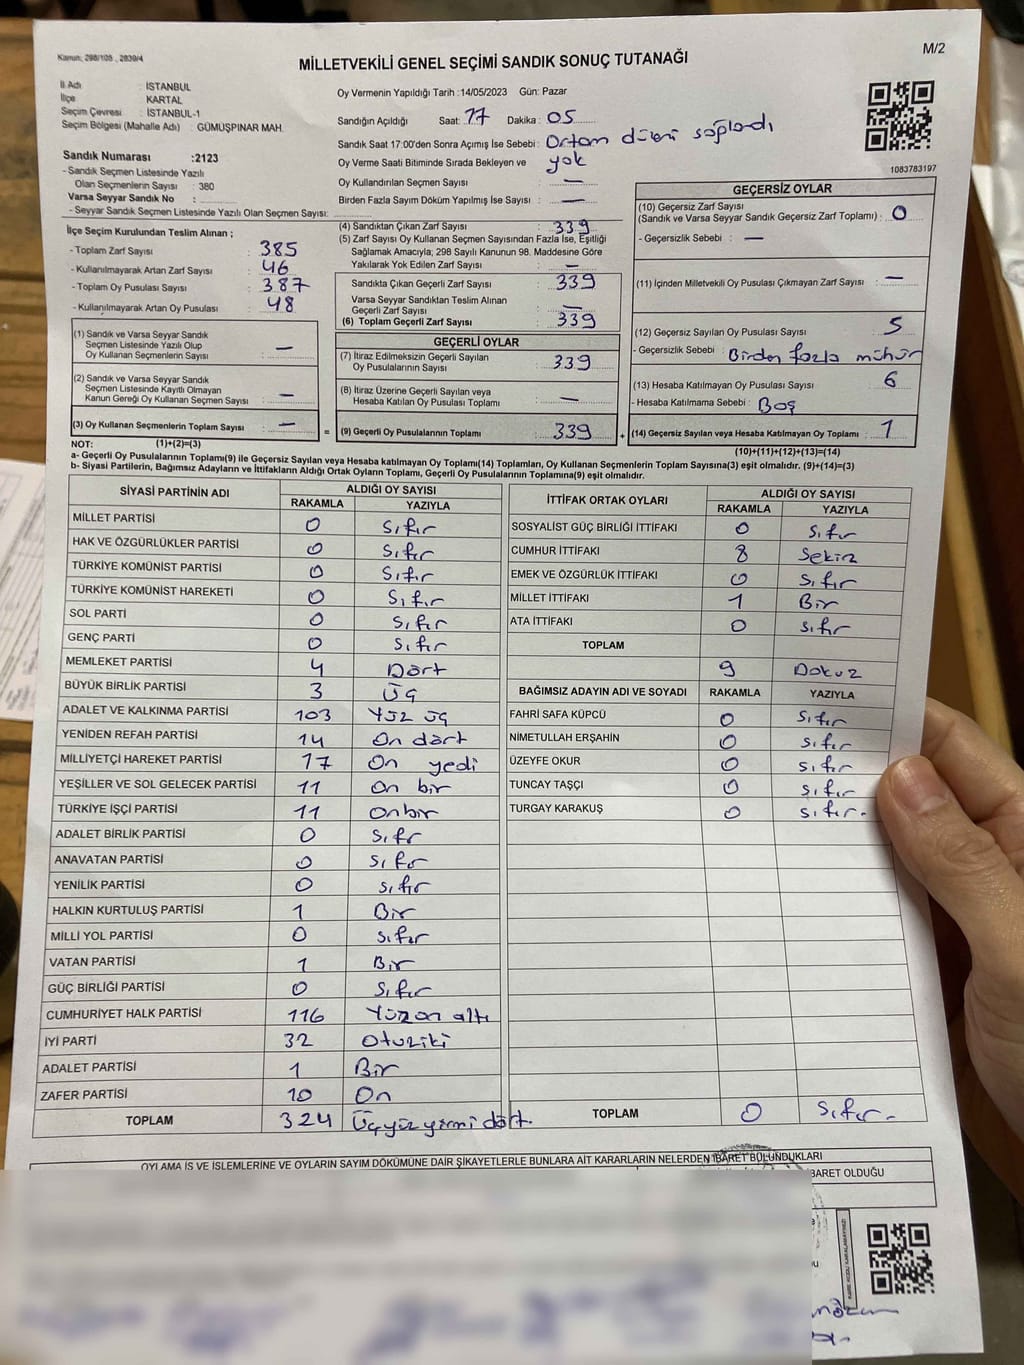 Kanun: 298/105 , 2839/4
MİLLETVEKİLİ GENEL SEÇİMİ SANDIK SONUÇ TUTANAĞI
M/2
İl Adı : İSTANBUL
İlçe : KARTAL
Seçim Çevresi : İSTANBUL-1
Seçim Bölgesi (Mahalle Adı) : GÜMÜŞPINAR MAH.
Oy Vermenin Yapıldığı Tarih :14/05/2023 Gün: Pazar
Sandığın Açıldığı Saat: 17 Dakika: 05
Sandık Saat 17:00'den Sonra Açımış İse Sebebi : Ortam düzeni sağlandı
Oy Verme Saati Bitiminde Sırada Bekleyen ve yok
Oy Kullandırılan Seçmen Sayısı : —
Birden Fazla Sayım Döküm Yapılmış İse Sayısı : —
1083783197
Sandık Numarası :2123
- Sandık Seçmen Listesinde Yazılı
Olan Seçmenlerin Sayısı : 380
Varsa Seyyar Sandık No :
- Seyyar Sandık Seçmen Listesinde Yazılı Olan Seçmen Sayısı:
İlçe Seçim Kurulundan Teslim Alınan ;
- Toplam Zarf Sayısı : 385
- Kullanılmayarak Artan Zarf Sayısı : 46
- Toplam Oy Pusulası Sayısı : 387
- Kullanılmayarak Artan Oy Pusulası : 48
(1) Sandık ve Varsa Seyyar Sandık
Seçmen Listesinde Yazılı Olup
Oy Kullanan Seçmenlerin Sayısı : —
(2) Sandık ve Varsa Seyyar Sandık
Seçmen Listesinde Kayıtlı Olmayan
Kanun Gereği Oy Kullanan Seçmen Sayısı : —
(3) Oy Kullanan Seçmenlerin Toplam Sayısı : —
(4) Sandıktan Çıkan Zarf Sayısı : 339
(5) Zarf Sayısı Oy Kullanan Seçmen Sayısından Fazla İse, Eşitliği
Sağlamak Amacıyla; 298 Sayılı Kanunun 98. Maddesine Göre
Yakılarak Yok Edilen Zarf Sayısı : —
Sandıkta Çıkan Geçerli Zarf Sayısı : 339
Varsa Seyyar Sandıktan Teslim Alınan
Geçerli Zarf Sayısı : —
(6) Toplam Geçerli Zarf Sayısı : 339
GEÇERLİ OYLAR
(7) İtiraz Edilmeksizin Geçerli Sayılan
Oy Pusulalarının Sayısı : 339
(8) İtiraz Üzerine Geçerli Sayılan veya
Hesaba Katılan Oy Pusulası Toplamı : —
= (9) Geçerli Oy Pusulalarının Toplamı : 339 +
GEÇERSİZ OYLAR
(10) Geçersiz Zarf Sayısı
(Sandık ve Varsa Seyyar Sandık Geçersiz Zarf Toplamı) : 0
- Geçersizlik Sebebi : —
(11) İçinden Milletvekili Oy Pusulası Çıkmayan Zarf Sayısı : —
(12) Geçersiz Sayılan Oy Pusulası Sayısı : 5
- Geçersizlik Sebebi : Birden fazla mühür
(13) Hesaba Katılmayan Oy Pusulası Sayısı : 6
- Hesaba Katılmama Sebebi : Boş
(14) Geçersiz Sayılan veya Hesaba Katılmayan Oy Toplamı : 1
NOT: (1)+(2)=(3)
(10)+(11)+(12)+(13)=(14)
a- Geçerli Oy Pusulalarının Toplamı(9) ile Geçersiz Sayılan veya Hesaba katılmayan Oy Toplamı(14) Toplamları, Oy Kullanan Seçmenlerin Toplam Sayısına(3) eşit olmalıdır. (9)+(14)=(3)
b- Siyasi Partilerin, Bağımsız Adayların ve İttifakların Aldığı Ortak Oyların Toplamı, Geçerli Oy Pusulalarının Toplamına(9) eşit olmalıdır.
SİYASİ PARTİNİN ADI ALDIĞI OY SAYISI
RAKAMLA YAZIYLA
MİLLET PARTİSİ 0 Sıfır
HAK VE ÖZGÜRLÜKLER PARTİSİ 0 Sıfır
TÜRKİYE KOMÜNİST PARTİSİ 0 Sıfır
TÜRKİYE KOMÜNİST HAREKETİ 0 Sıfır
SOL PARTİ 0 Sıfır
GENÇ PARTİ 0 Sıfır
MEMLEKET PARTİSİ 4 Dört
BÜYÜK BİRLİK PARTİSİ 3 Üç
ADALET VE KALKINMA PARTİSİ 103 Yüz üç
YENİDEN REFAH PARTİSİ 14 On dört
MİLLİYETÇİ HAREKET PARTİSİ 17 On yedi
YEŞİLLER VE SOL GELECEK PARTİSİ 11 On bir
TÜRKİYE İŞÇİ PARTİSİ 11 Onbir
ADALET BİRLİK PARTİSİ 0 Sıfır
ANAVATAN PARTİSİ 0 Sıfır
YENİLİK PARTİSİ 0 Sıfır
HALKIN KURTULUŞ PARTİSİ 1 Bir
MİLLİ YOL PARTİSİ 0 Sıfır
VATAN PARTİSİ 1 Bir
GÜÇ BİRLİĞİ PARTİSİ 0 Sıfır
CUMHURİYET HALK PARTİSİ 116 Yüzon altı
İYİ PARTİ 32 Otuziki
ADALET PARTİSİ 1 Bir
ZAFER PARTİSİ 10 On
TOPLAM 324 Üçyüzyirmi dört.
İTTİFAK ORTAK OYLARI ALDIĞI OY SAYISI
RAKAMLA YAZIYLA
SOSYALİST GÜÇ BİRLİĞİ İTTİFAKI 0 Sıfır
CUMHUR İTTİFAKI 8 Sekiz
EMEK VE ÖZGÜRLÜK İTTİFAKI 0 Sıfır
MİLLET İTTİFAKI 1 Bir
ATA İTTİFAKI 0 Sıfır
TOPLAM 9 Dokuz
BAĞIMSIZ ADAYIN ADI VE SOYADI RAKAMLA YAZIYLA
FAHRİ SAFA KÜPCÜ 0 Sıfır
NİMETULLAH ERŞAHİN 0 Sıfır
ÜZEYFE OKUR 0 Sıfır
TUNCAY TAŞÇI 0 Sıfır
TURGAY KARAKUŞ 0 Sıfır.
TOPLAM 0 Sıfır.
OYLAMA İŞ VE İŞLEMLERİNE VE OYLARIN SAYIM DÖKÜMÜNE DAİR ŞİKAYETLERLE BUNLARA AİT KARARLARIN NELERDEN İBARET BULUNDUKLARI
BARET OLDUĞU